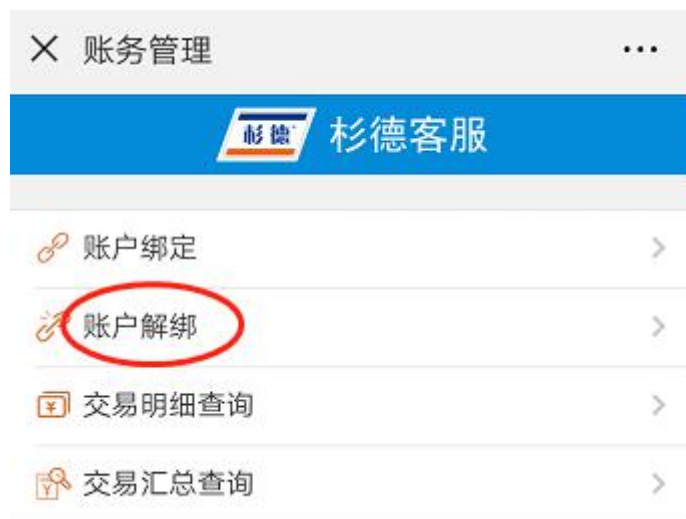 账务管理
杉德 杉德客服
账户绑定
账户解绑
交易明细查询
交易汇总查询